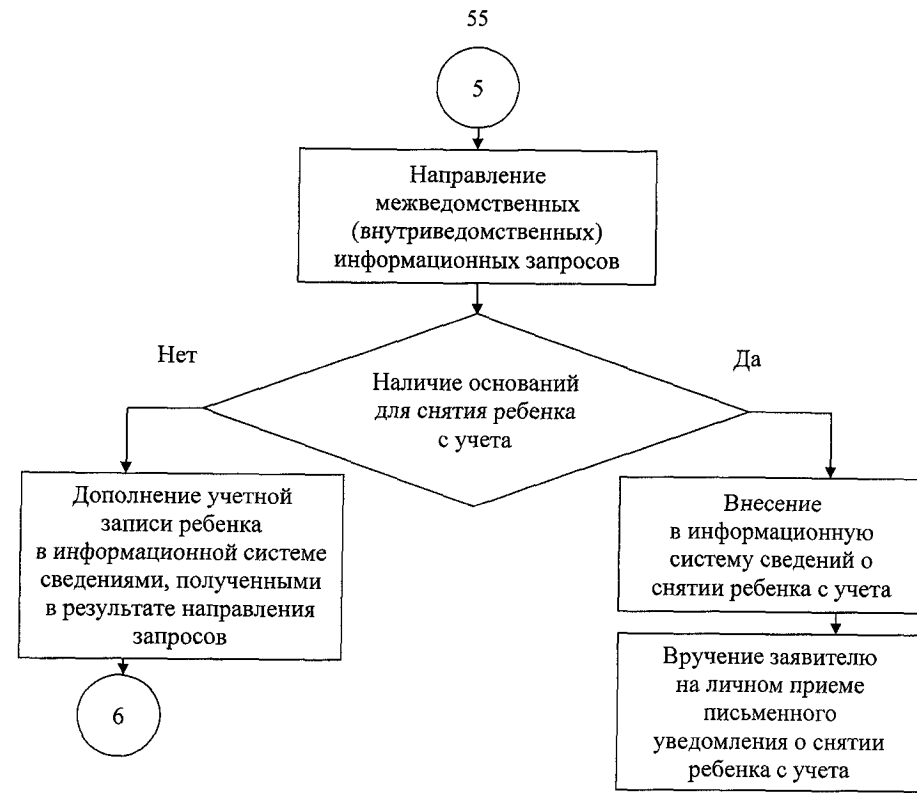 55
5
Направление
межведомственных
(внутриведомственных)
информационных запросов
Нет
Да
Наличие оснований
для снятия ребенка
с учета
Дополнение учетной
записи ребенка
в информационной системе
сведениями, полученными
в результате направления
запросов
6
Внесение
в информационную
систему сведений о
снятии ребенка с учета
Вручение заявителю
на личном приеме
письменного
уведомления о снятии
ребенка с учета